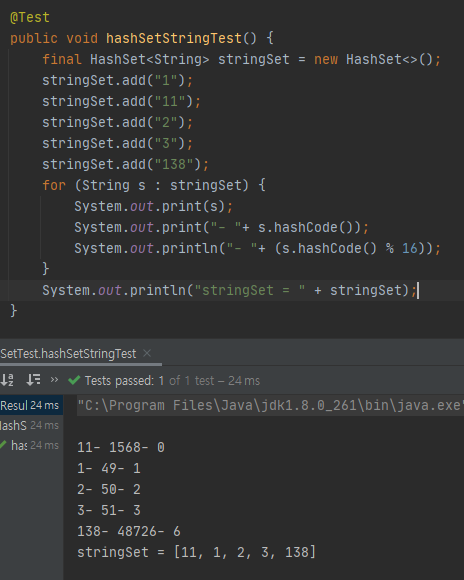 @Test
public void hashSetStringTest() {
    final HashSet<String> stringSet = new HashSet<>();
    stringSet.add("1");
    stringSet.add("11");
    stringSet.add("2");
    stringSet.add("3");
    stringSet.add("138");
    for (String s : stringSet) {
        System.out.print(s);
        System.out.print("- "+ s.hashCode());
        System.out.println("- "+ (s.hashCode() % 16));
    }
    System.out.println("stringSet = " + stringSet);
}
SetTest.hashSetStringTest ×
Tests passed: 1 of 1 test – 24 ms
Resul 24 ms
HashS 24 ms
has 24 ms
"C:\Program Files\Java\jdk1.8.0_261\bin\java.exe"
11- 1568- 0
1- 49- 1
2- 50- 2
3- 51- 3
138- 48726- 6
stringSet = [11, 1, 2, 3, 138]